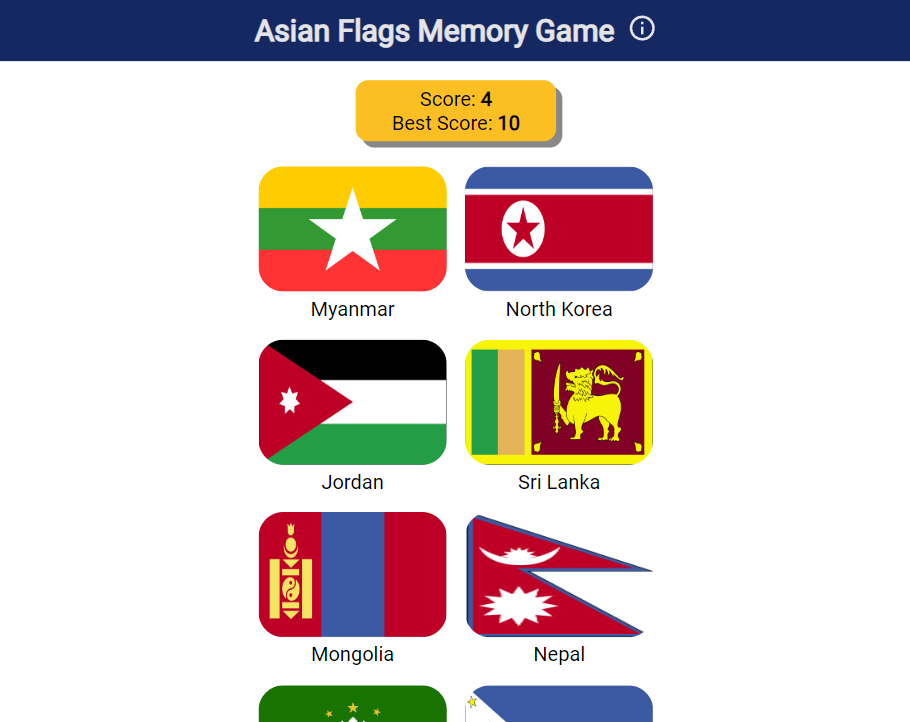 Asian Flags Memory Game
Score: 4
Best Score: 10
Myanmar
North Korea
Jordan
Sri Lanka
Mongolia
Nepal